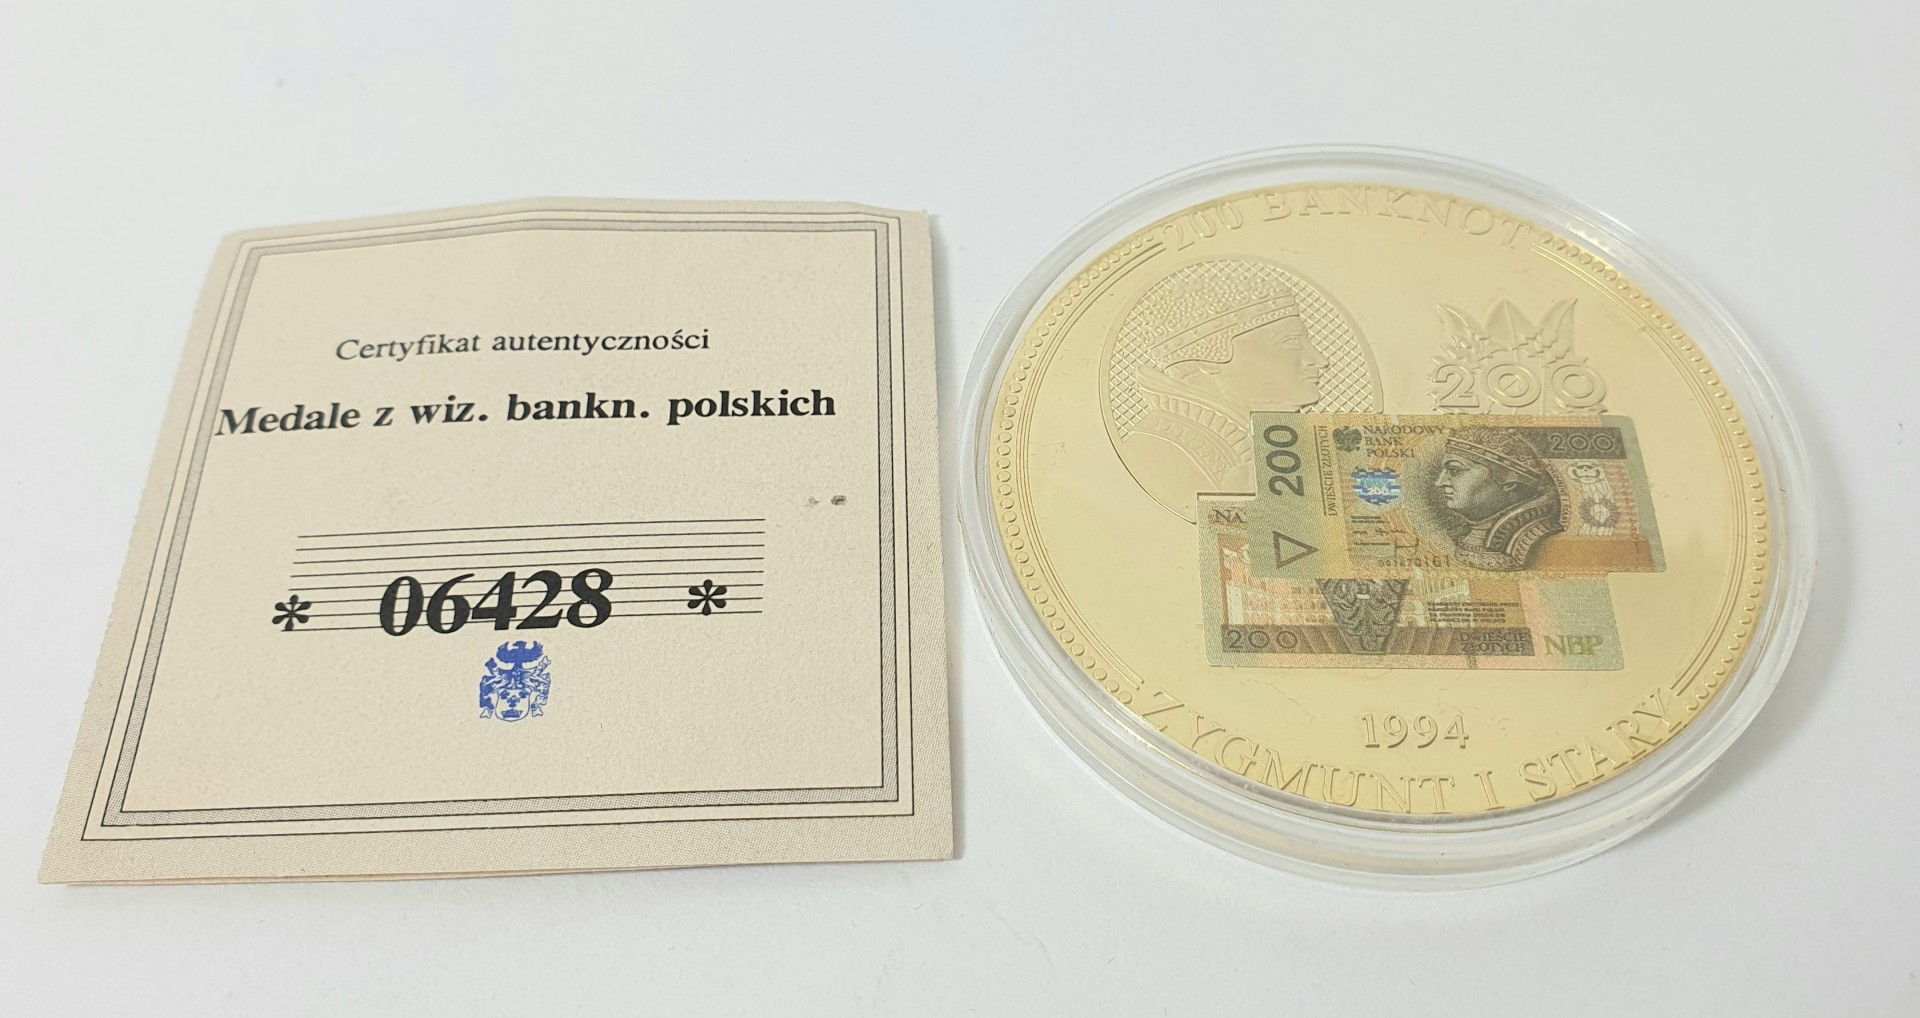 Certyfikat autentyczności
Medale z wiz. bankn. polskich
* 06428 *
200 BANKNOT
200
200
DWIEŚCIE ZŁOTYCH
NARODOWY
BANK
POLSKI
200
200
DWIEŚCIE
ZŁOTYCH
NBP
1994
ZYGMUNT I STARY